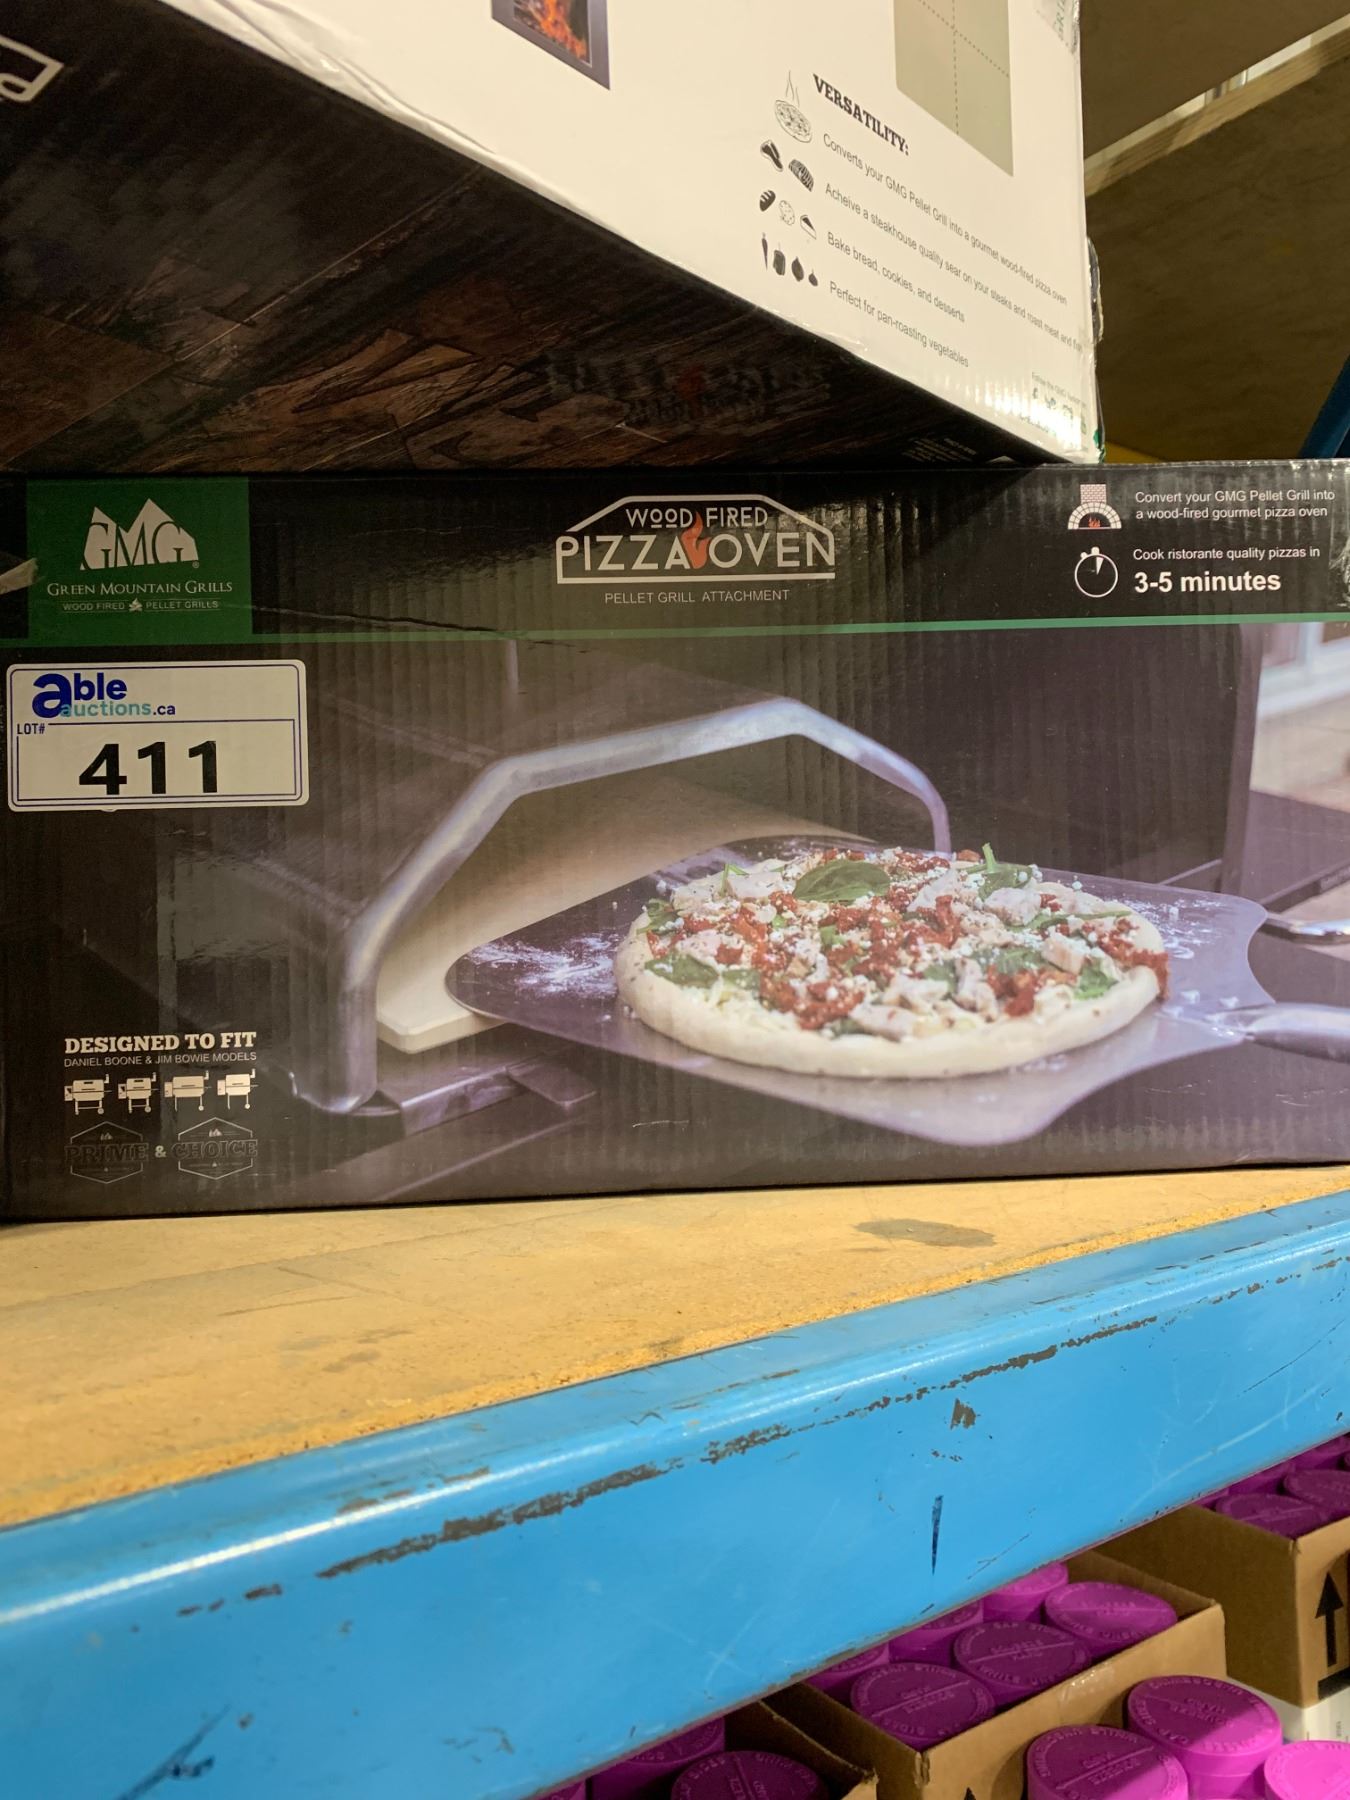 VERSATILITY:
Converts your GMG Pellet Grill into a gourmet wood-fired pizza oven
Acheive a steakhouse quality sear on your steaks and roast meat and
Bake bread, cookies, and desserts
Perfect for pan-roasting vegetables
GMG
GREEN MOUNTAIN GRILLS
WOOD FIRED PELLET GRILLS
WOOD FIRED
PIZZA OVEN
PELLET GRILL ATTACHMENT
Convert your GMG Pellet Grill into
a wood-fired gourmet pizza oven
Cook ristorante quality pizzas in
3-5 minutes
able
auctions.ca
LOT#
411
DESIGNED TO FIT
DANIEL BOONE & JIM BOWIE MODELS
PRIME & CHOICE